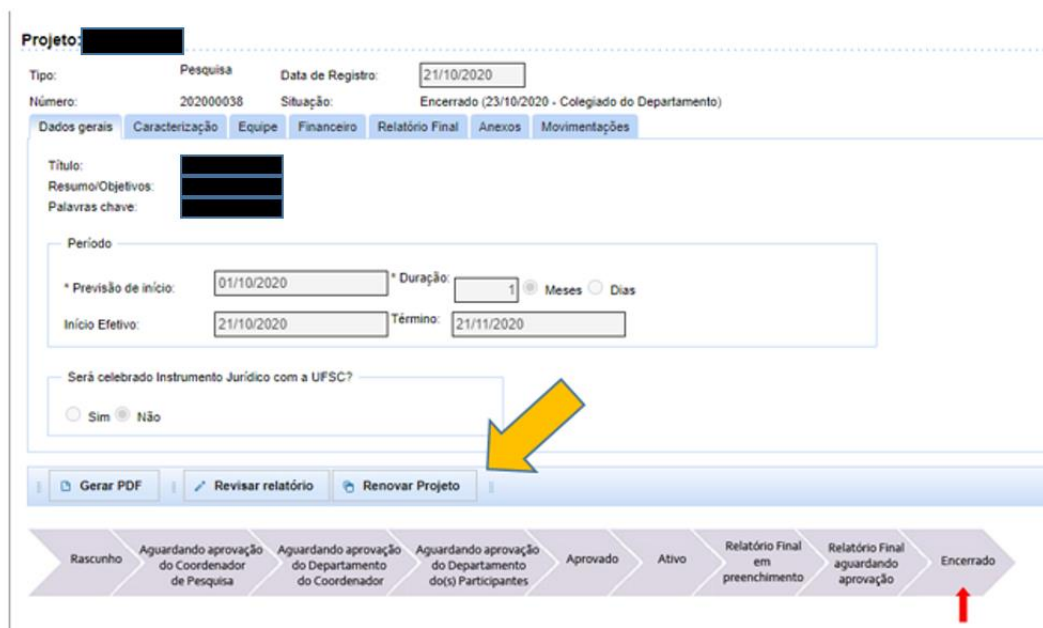 Projeto:
Tipo: Pesquisa Data de Registro: 21/10/2020
Número: 202000038 Situação: Encerrado (23/10/2020 - Colegiado do Departamento)
Dados gerais Caracterização Equipe Financeiro Relatório Final Anexos Movimentações
Título:
Resumo/Objetivos:
Palavras chave:
Período
* Previsão de início: 01/10/2020 * Duração: 1 Meses Dias
Início Efetivo: 21/10/2020 Término: 21/11/2020
Será celebrado Instrumento Jurídico com a UFSC?
Sim Não
Gerar PDF Revisar relatório Renovar Projeto
Rascunho
Aguardando aprovação
do Coordenador
de Pesquisa
Aguardando aprovação
do Departamento
do Coordenador
Aguardando aprovação
do Departamento
do(s) Participantes
Aprovado
Ativo
Relatório Final
em
preenchimento
Relatório Final
aguardando
aprovação
Encerrado